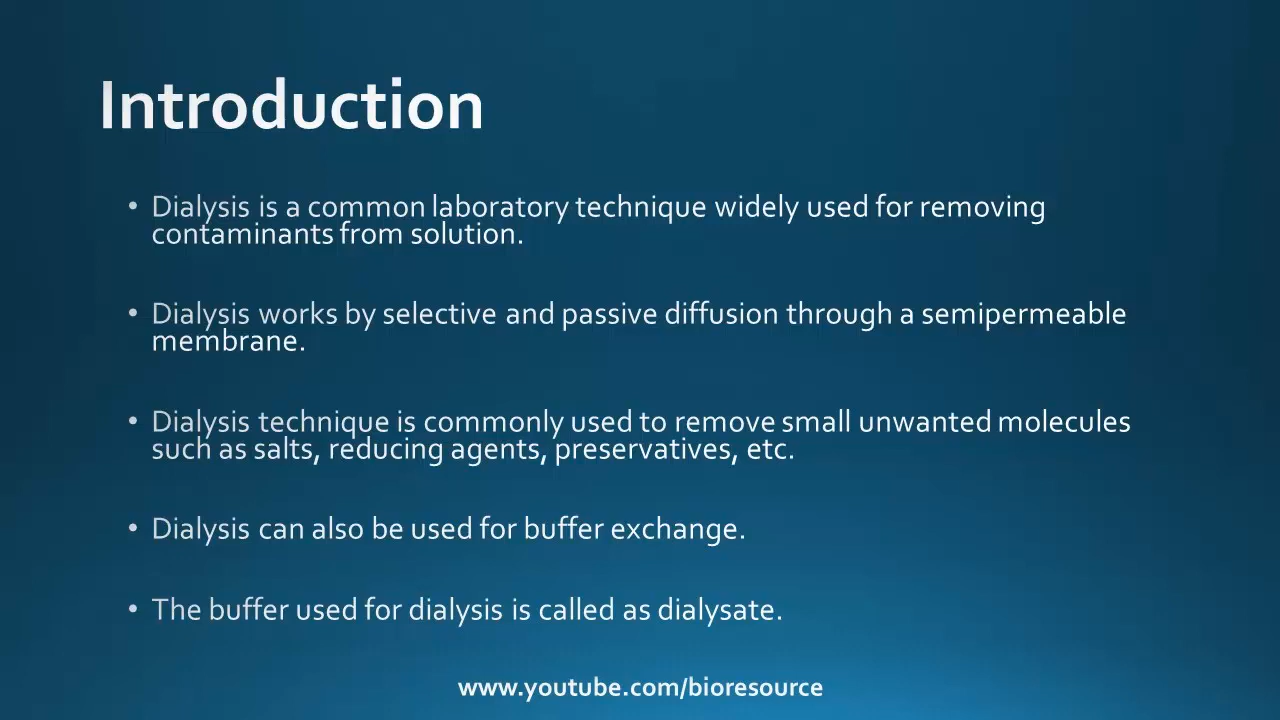 Introduction
• Dialysis is a common laboratory technique widely used for removing
contaminants from solution.
• Dialysis works by selective and passive diffusion through a semipermeable
membrane.
• Dialysis technique is commonly used to remove small unwanted molecules
such as salts, reducing agents, preservatives, etc.
• Dialysis can also be used for buffer exchange.
• The buffer used for dialysis is called as dialysate.
www.youtube.com/bioresource